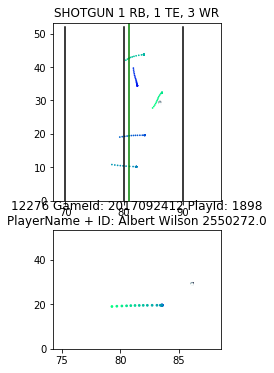 SHOTGUN 1 RB, 1 TE, 3 WR
50
40
30
20
10
0
70 80 90
12276 GameId: 2017092412 PlayId: 1898
PlayerName + ID: Albert Wilson 2550272.0
40
20
0
75 80 85